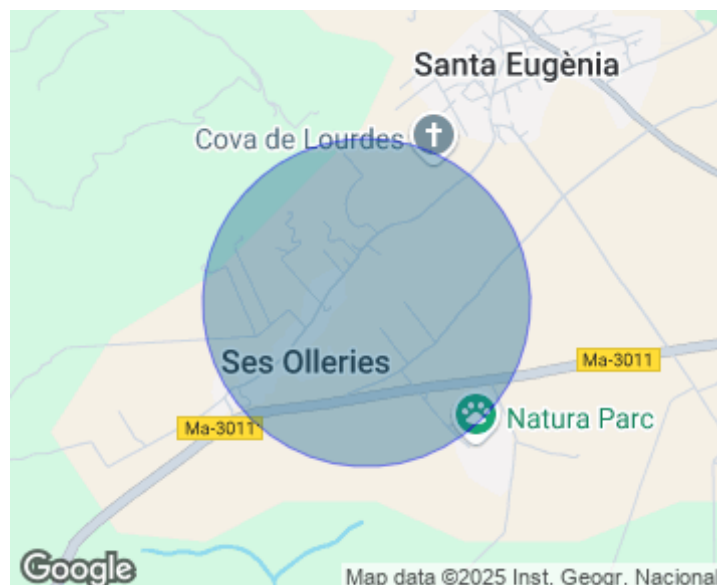 Santa Eugènia
Cova de Lourdes
Ses Olleries
Ma-3011
Ma-3011
Natura Parc
Google
Map data ©2025 Inst. Geogr. Nacional